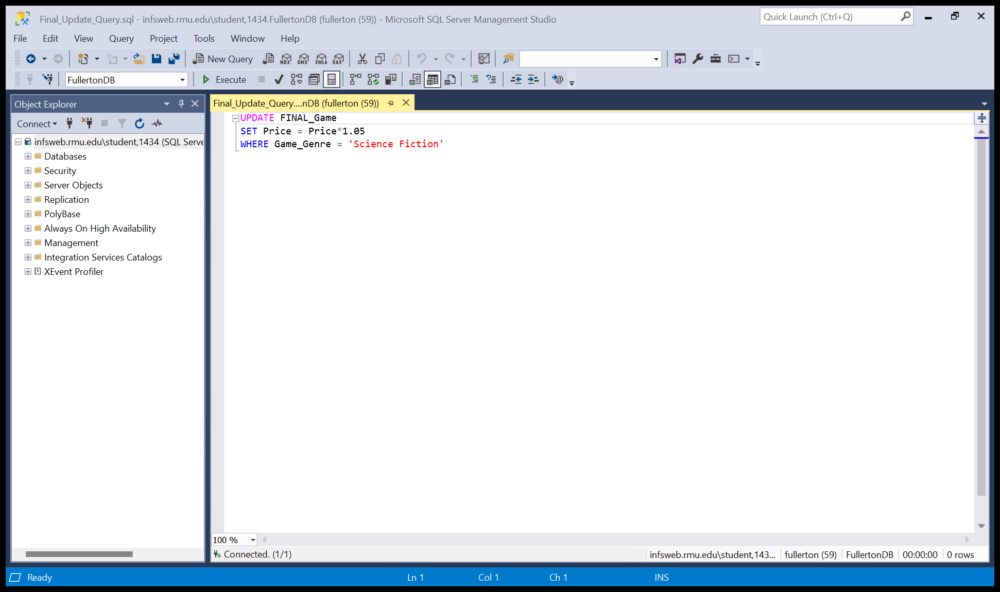 Final_Update_Query.sql - infsweb.rmu.edu\student,1434.FullertonDB (fullerton (59)) - Microsoft SQL Server Management Studio
Quick Launch (Ctrl+Q)
File Edit View Query Project Tools Window Help
New Query MDX DMX XMLA DAX
FullertonDB Execute
Object Explorer
Connect
infsweb.rmu.edu\student,1434 (SQL Serve
Databases
Security
Server Objects
Replication
PolyBase
Always On High Availability
Management
Integration Services Catalogs
XEvent Profiler
Final_Update_Query....nDB (fullerton (59))
UPDATE FINAL_Game
SET Price = Price*1.05
WHERE Game_Genre = 'Science Fiction'
100 %
Connected. (1/1) infsweb.rmu.edu\student,143... fullerton (59) FullertonDB 00:00:00 0 rows
Ready Ln 1 Col 1 Ch 1 INS